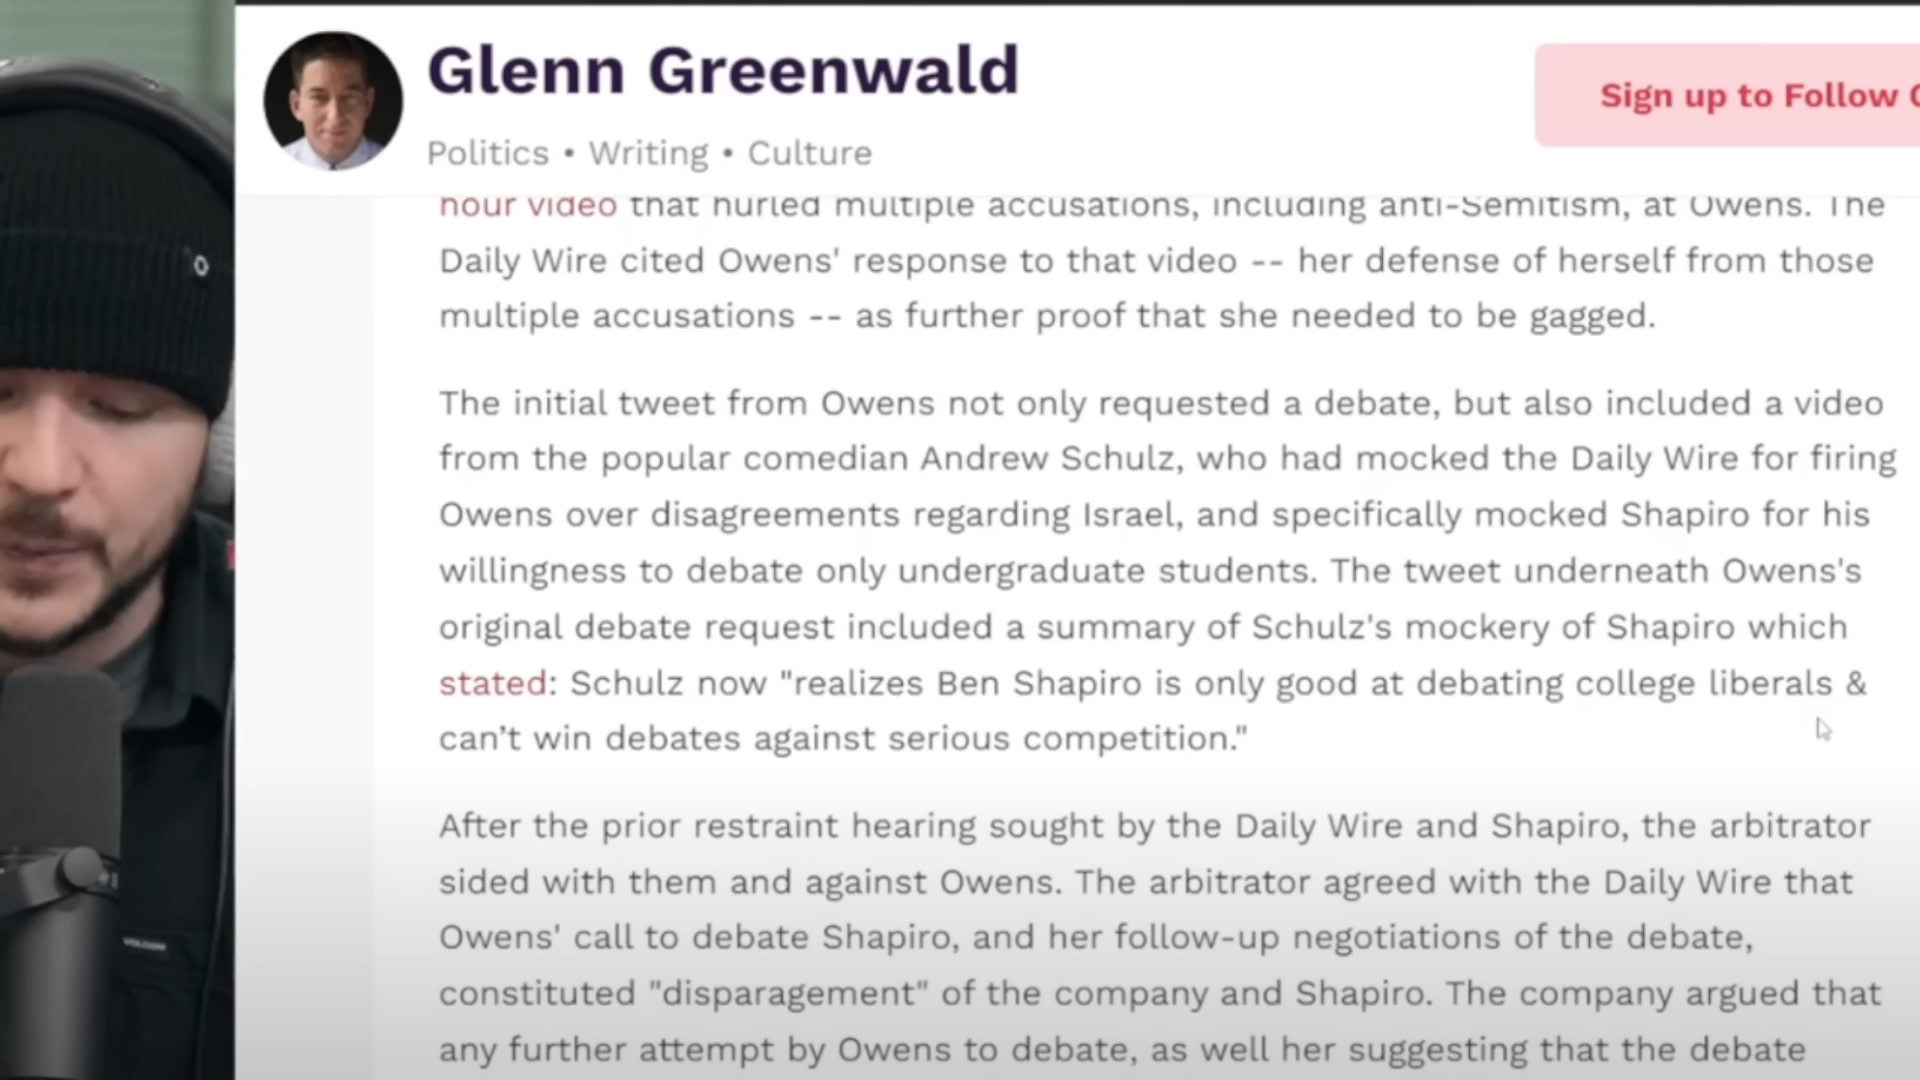 Glenn Greenwald
Sign up to Follow
Politics • Writing • Culture
hour video that hurled multiple accusations, including anti-Semitism, at Owens. The
Daily Wire cited Owens' response to that video -- her defense of herself from those
multiple accusations -- as further proof that she needed to be gagged.
The initial tweet from Owens not only requested a debate, but also included a video
from the popular comedian Andrew Schulz, who had mocked the Daily Wire for firing
Owens over disagreements regarding Israel, and specifically mocked Shapiro for his
willingness to debate only undergraduate students. The tweet underneath Owens's
original debate request included a summary of Schulz's mockery of Shapiro which
stated: Schulz now "realizes Ben Shapiro is only good at debating college liberals &
can’t win debates against serious competition."
After the prior restraint hearing sought by the Daily Wire and Shapiro, the arbitrator
sided with them and against Owens. The arbitrator agreed with the Daily Wire that
Owens' call to debate Shapiro, and her follow-up negotiations of the debate,
constituted "disparagement" of the company and Shapiro. The company argued that
any further attempt by Owens to debate, as well her suggesting that the debate
VOLCOM